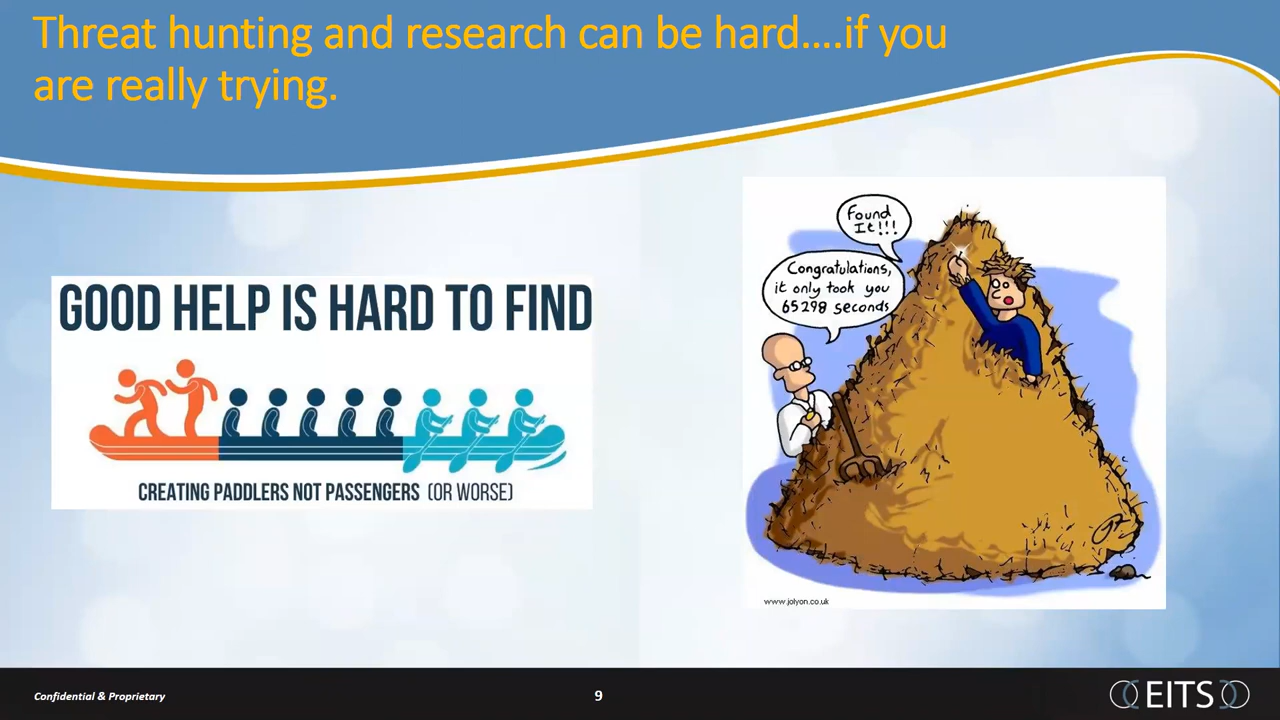 Threat hunting and research can be hard....if you
are really trying.
GOOD HELP IS HARD TO FIND
CREATING PADDLERS NOT PASSENGERS (OR WORSE)
Found
It!!!
Congratulations,
it only took you
65298 seconds
www.jolyon.co.uk
Confidential & Proprietary
9
EITS